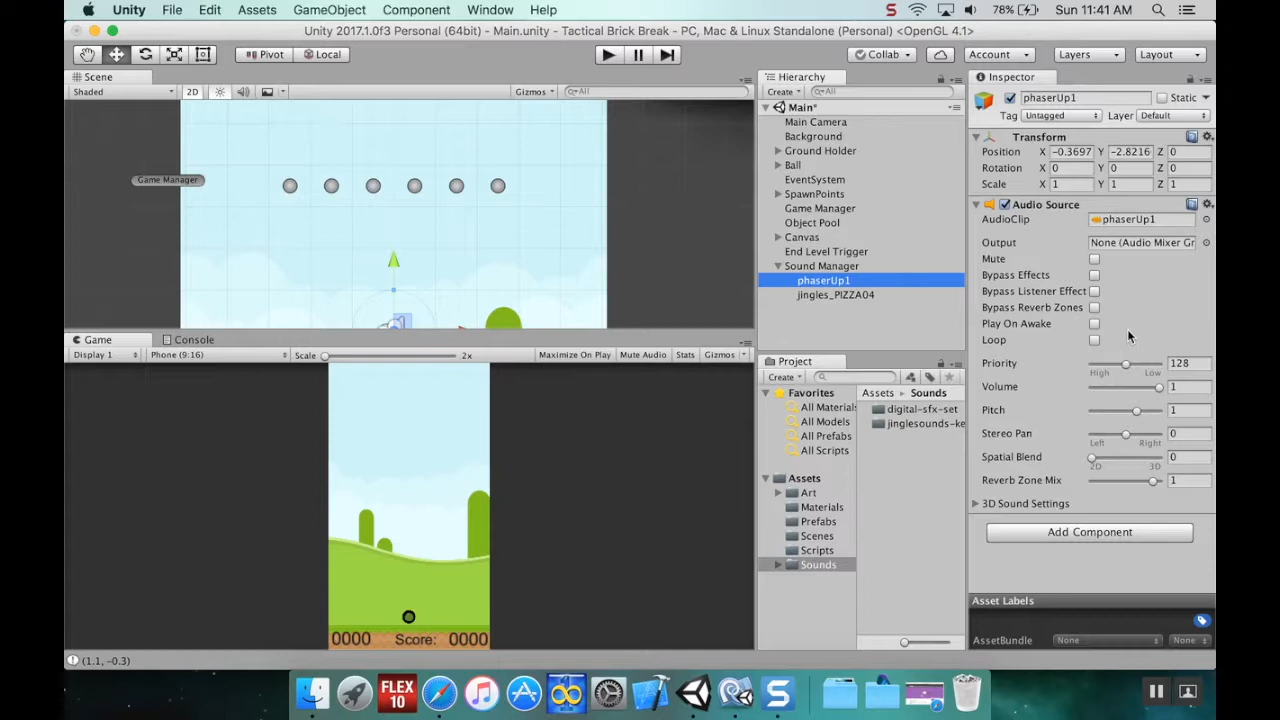 Unity File Edit Assets GameObject Component Window Help S 78% Sun 11:41 AM
Unity 2017.1.0f3 Personal (64bit) - Main.unity - Tactical Brick Break - PC, Mac & Linux Standalone (Personal) <OpenGL 4.1>
Pivot Local Collab Account Layers Layout
Scene
Shaded 2D Gizmos All
Game Manager
Game Console
Display 1 Phone (9:16) Scale 2x Maximize On Play Mute Audio Stats Gizmos
0000 Score: 0000
(1.1, -0.3)
Hierarchy
Create All
Main*
Main Camera
Background
Ground Holder
Ball
EventSystem
SpawnPoints
Game Manager
Object Pool
Canvas
End Level Trigger
Sound Manager
phaserUp1
jingles_PIZZA04
Project
Create
Favorites
All Materials
All Models
All Prefabs
All Scripts
Assets
Art
Materials
Prefabs
Scenes
Scripts
Sounds
Assets Sounds
digital-sfx-set
jinglesounds-ke
Inspector
phaserUp1 Static
Tag Untagged Layer Default
Transform
Position X -0.3697 Y -2.8216 Z 0
Rotation X 0 Y 0 Z 0
Scale X 1 Y 1 Z 1
Audio Source
AudioClip phaserUp1
Output None (Audio Mixer Gr
Mute
Bypass Effects
Bypass Listener Effect
Bypass Reverb Zones
Play On Awake
Loop
Priority 128
High Low
Volume 1
Pitch 1
Stereo Pan 0
Left Right
Spatial Blend 0
2D 3D
Reverb Zone Mix 1
3D Sound Settings
Add Component
Asset Labels
AssetBundle None None
FLEX
10
S